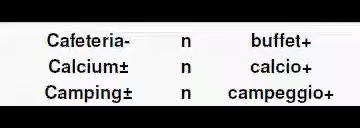 Cafeteria- n buffet+
Calcium± n calcio+
Camping± n campeggio+